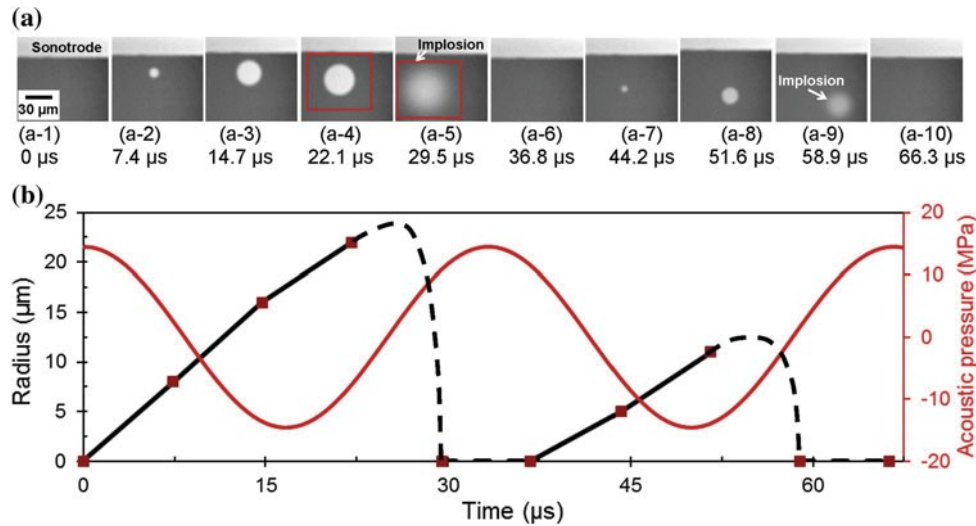 (a)
Sonotrode
Implosion
Implosion
30 µm
(a-1) (a-2) (a-3) (a-4) (a-5) (a-6) (a-7) (a-8) (a-9) (a-10)
0 µs 7.4 µs 14.7 µs 22.1 µs 29.5 µs 36.8 µs 44.2 µs 51.6 µs 58.9 µs 66.3 µs
(b)
25
20
15
10
5
0
Radius (µm)
0 15 30 45 60
Time (µs)
20
10
0
-10
-20
Acoustic pressure (MPa)